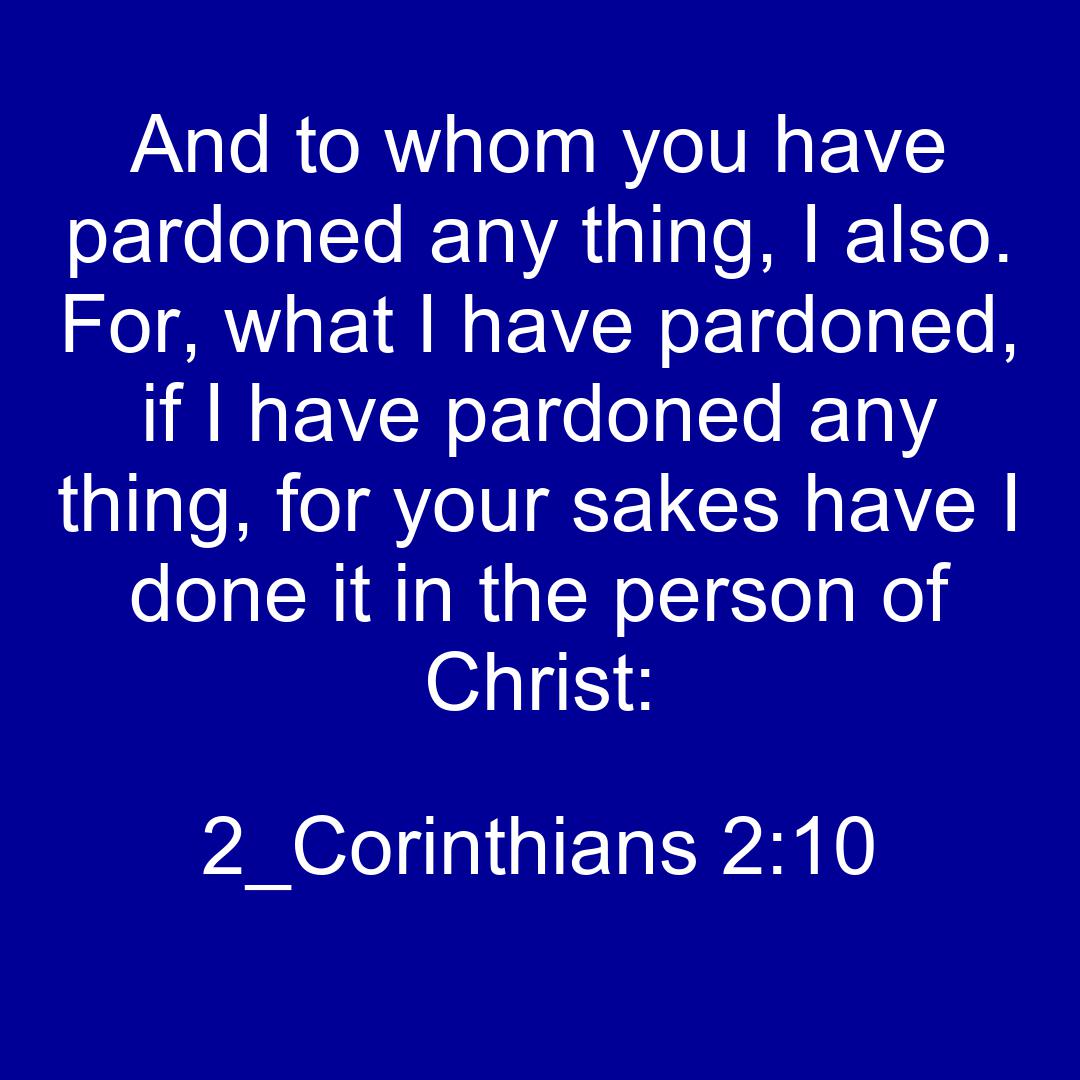 And to whom you have
pardoned any thing, I also.
For, what I have pardoned,
if I have pardoned any
thing, for your sakes have I
done it in the person of
Christ:
2_Corinthians 2:10